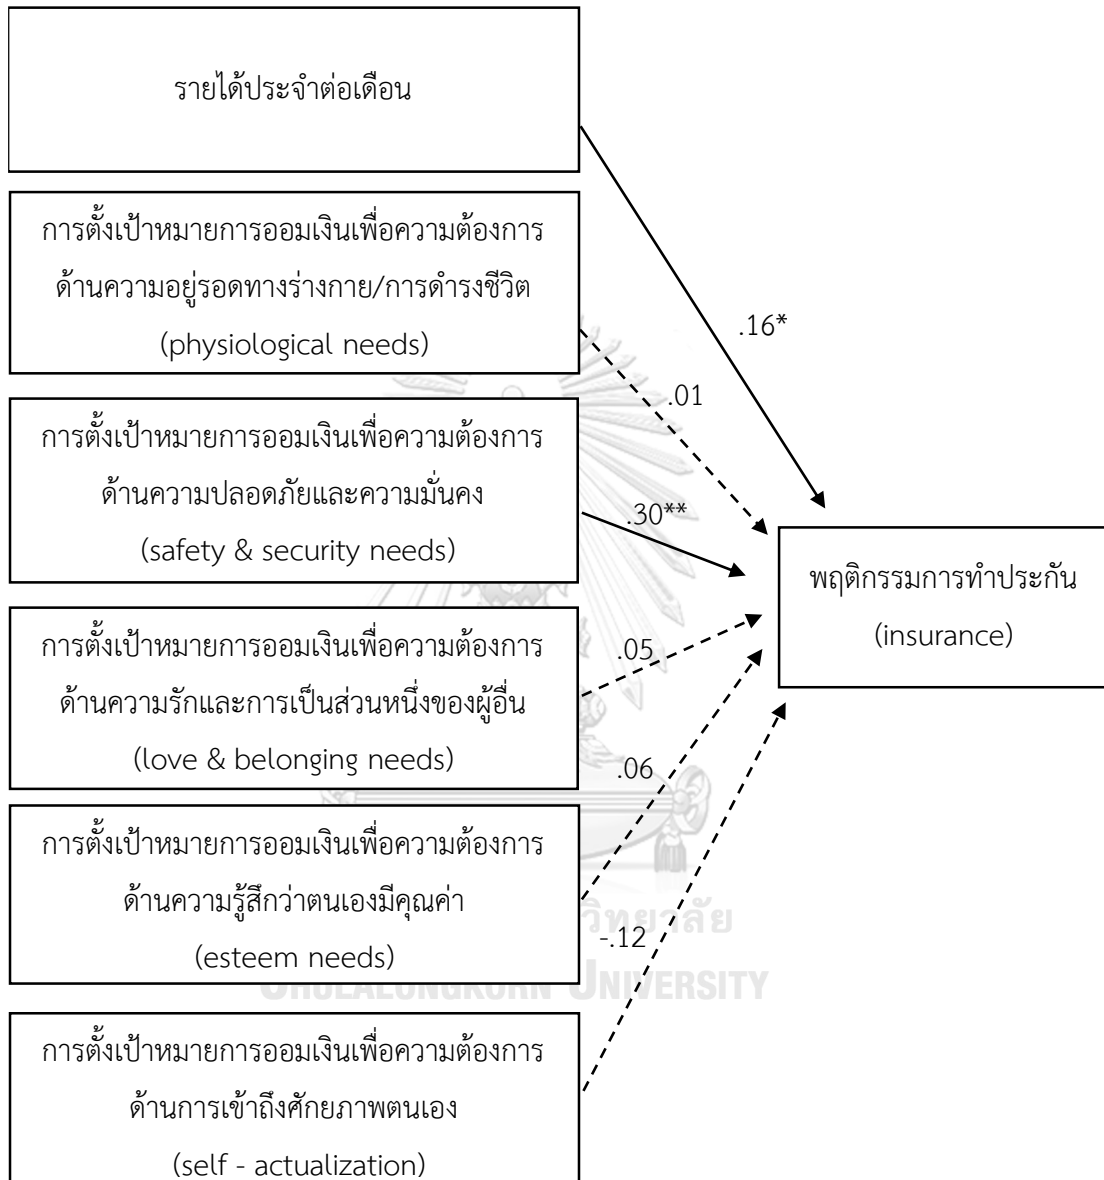 รายได้ประจำต่อเดือน
การตั้งเป้าหมายการออมเงินเพื่อความต้องการ
ด้านความอยู่รอดทางร่างกาย/การดำรงชีวิต
(physiological needs)
.16*
.01
การตั้งเป้าหมายการออมเงินเพื่อความต้องการ
ด้านความปลอดภัยและความมั่นคง
(safety & security needs)
.30**
พฤติกรรมการทำประกัน
(insurance)
การตั้งเป้าหมายการออมเงินเพื่อความต้องการ
ด้านความรักและการเป็นส่วนหนึ่งของผู้อื่น
(love & belonging needs)
.05
.06
การตั้งเป้าหมายการออมเงินเพื่อความต้องการ
ด้านความรู้สึกว่าตนเองมีคุณค่า
(esteem needs)
-.12
วิทยาลัย
CHULALONGKORN UNIVERSITY
การตั้งเป้าหมายการออมเงินเพื่อความต้องการ
ด้านการเข้าถึงศักยภาพตนเอง
(self - actualization)